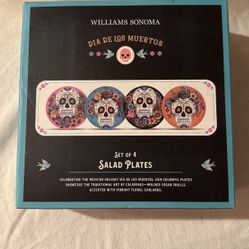 WILLIAMS SONOMA
DÍA DE LOS MUERTOS
SET OF 4
SALAD PLATES
CELEBRATING THE MEXICAN HOLIDAY DÍA DE LOS MUERTOS, OUR COLORFUL PLATES
SHOWCASE THE TRADITIONAL ART OF CALAVERAS—MOLDED SUGAR SKULLS,
ACCENTED WITH VIBRANT FLORAL GARLANDS.